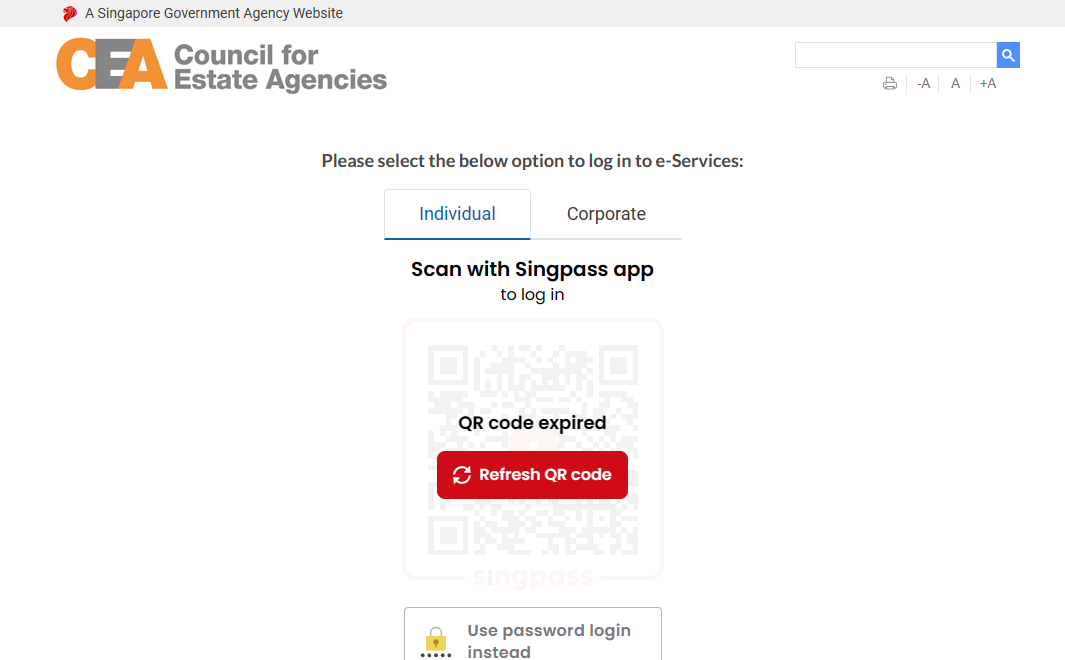 A Singapore Government Agency Website
CEA Council for
Estate Agencies
-A A +A
Please select the below option to log in to e-Services:
Individual Corporate
Scan with Singpass app
to log in
QR code expired
Refresh QR code
singpass
Use password login
instead